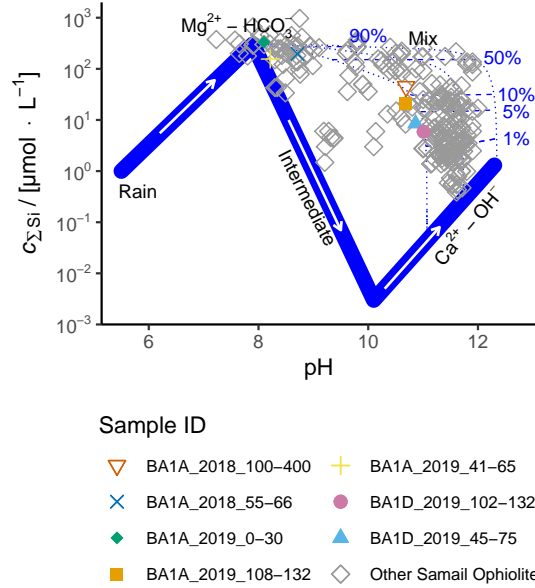 10³
10²
10¹
10⁰
10⁻¹
10⁻²
10⁻³
c_ΣSi / [µmol · L⁻¹]
Mg²⁺ − HCO₃⁻
90%
Mix
50%
10%
5%
1%
Rain
Intermediate
Ca²⁺ − OH⁻
6
8
10
12
pH
Sample ID
BA1A_2018_100−400
BA1A_2018_55−66
BA1A_2019_0−30
BA1A_2019_108−132
BA1A_2019_41−65
BA1D_2019_102−132
BA1D_2019_45−75
Other Samail Ophiolite